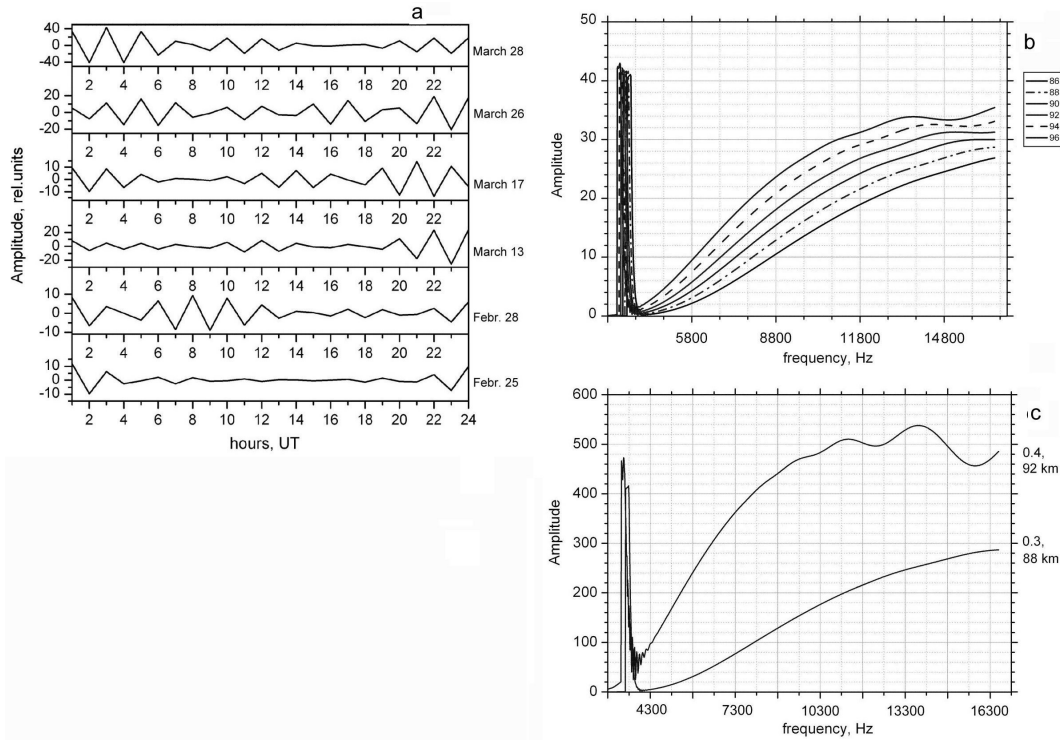 a
Amplitude, rel.units
40
20
0
-20
-40
March 28
2 4 6 8 10 12 14 16 18 20 22
20
0
-20
March 26
2 4 6 8 10 12 14 16 18 20 22
10
0
-10
March 17
2 4 6 8 10 12 14 16 18 20 22
20
0
-20
March 13
2 4 6 8 10 12 14 16 18 20 22
10
0
-10
Febr. 28
2 4 6 8 10 12 14 16 18 20 22
10
0
-10
Febr. 25
2 4 6 8 10 12 14 16 18 20 22 24
hours, UT
b
Amplitude
50
40
30
20
10
0
5800 8800 11800 14800
frequency, Hz
86
88
90
92
94
96
c
Amplitude
600
500
400
300
200
100
0
0.4,
92 km
0.3,
88 km
4300 7300 10300 13300 16300
frequency, Hz